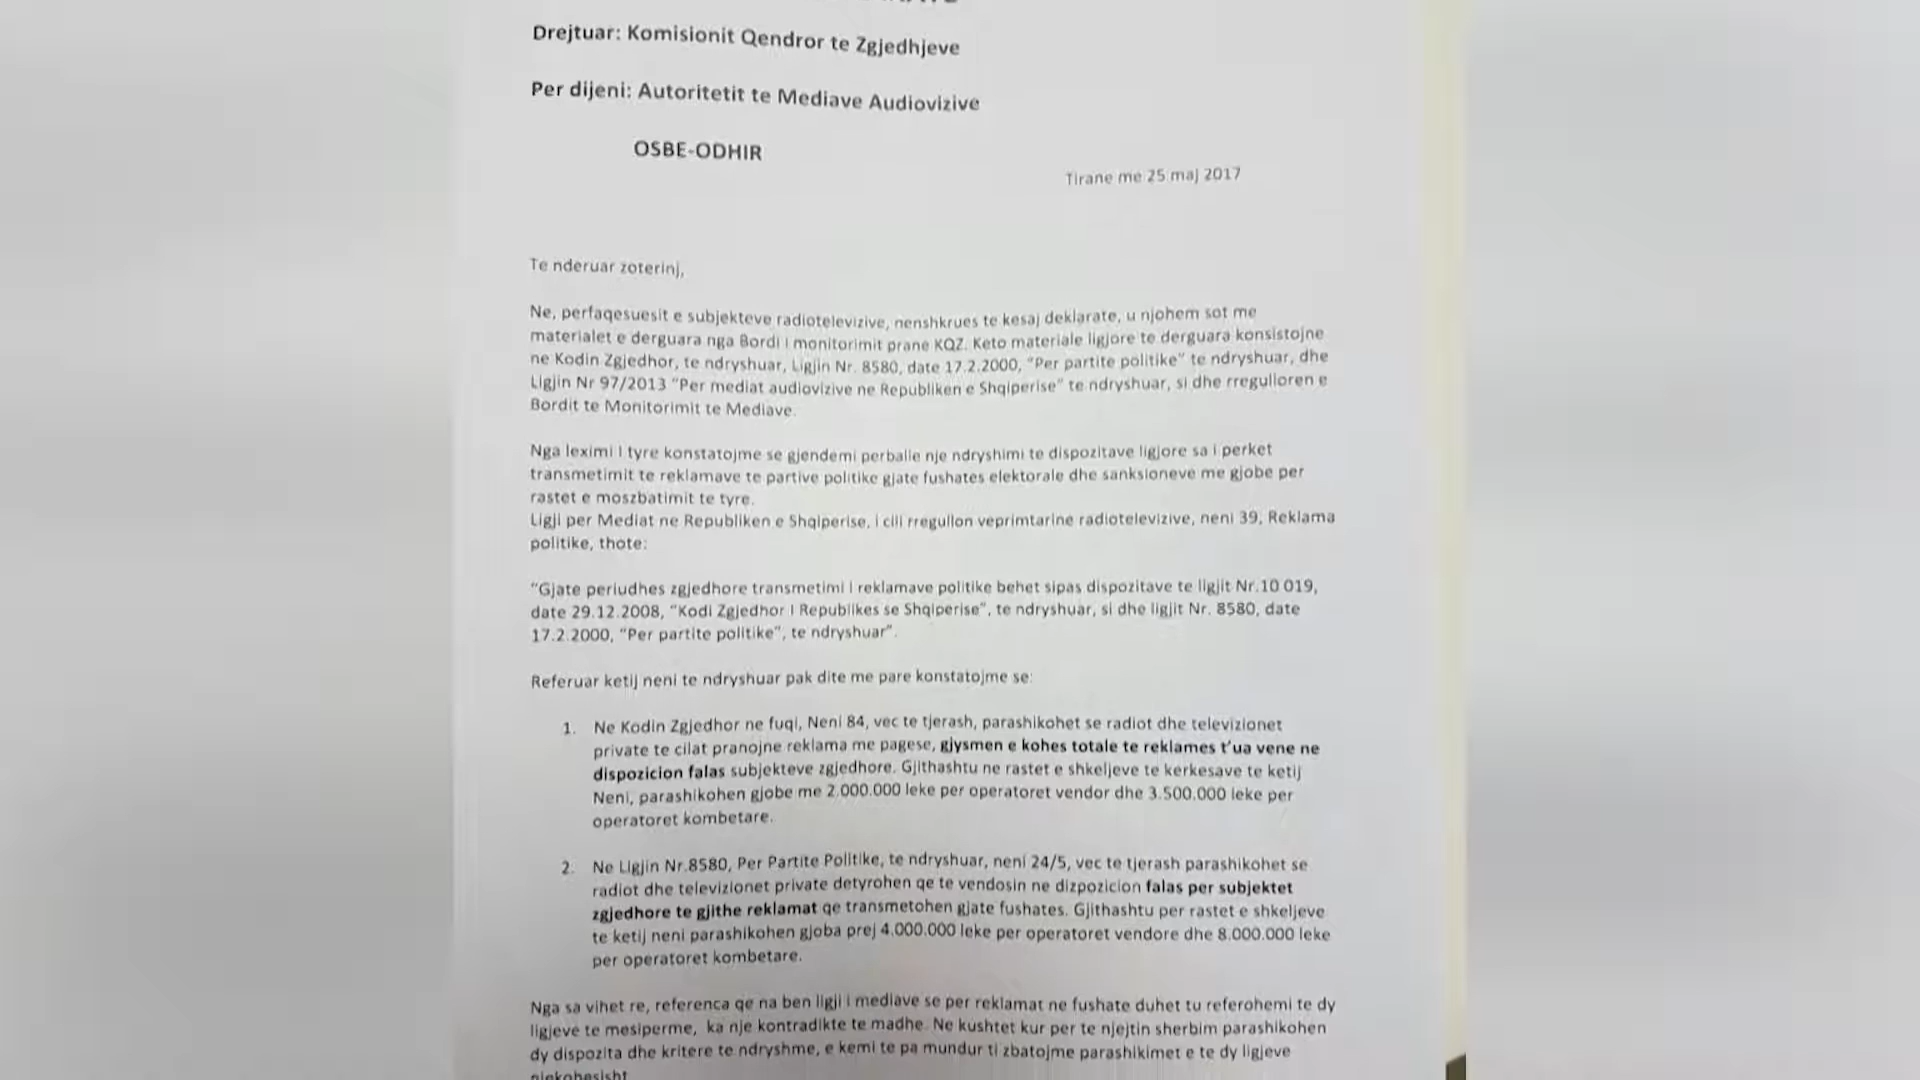 Drejtuar: Komisionit Qendror te Zgjedhjeve
Per dijeni: Autoritetit te Mediave Audiovizive
OSBE-ODHIR
Tirane me 25 maj 2017
Te nderuar zoterinj,
Ne, perfaqesuesit e subjekteve radiotelevizive, nenshkrues te kesaj deklarate, u njohem sot me
materialet e derguara nga Bordi i monitorimit prane KQZ. Keto materiale ligjore te derguara konsistojne
ne Kodin Zgjedhor, te ndryshuar, Ligjin Nr. 8580, date 17.2.2000, "Per partite politike" te ndryshuar, dhe
Ligjin Nr 97/2013 "Per mediat audiovizive ne Republiken e Shqiperise" te ndryshuar, si dhe rregulloren e
Bordit te Monitorimit te Mediave.
Nga leximi I tyre konstatojme se gjendemi perballe nje ndryshimi te dispozitave ligjore sa i perket
transmetimit te reklamave te partive politike gjate fushates elektorale dhe sanksioneve me gjobe per
rastet e moszbatimit te tyre.
Ligji per Mediat ne Republiken e Shqiperise, i cili rregullon veprimtarine radiotelevizive, neni 39, Reklama
politike, thote:
"Gjate periudhes zgjedhore transmetimi i reklamave politike behet sipas dispozitave te ligjit Nr.10 019,
date 29.12.2008, "Kodi Zgjedhor I Republikes se Shqiperise", te ndryshuar, si dhe ligjit Nr. 8580, date
17.2.2000, "Per partite politike", te ndryshuar".
Referuar ketij neni te ndryshuar pak dite me pare konstatojme se:
1. Ne Kodin Zgjedhor ne fuqi, Neni 84, vec te tjerash, parashikohet se radiot dhe televizionet
private te cilat pranojne reklama me pagese, gjysmen e kohes totale te reklames t'ua vene ne
dispozicion falas subjekteve zgjedhore. Gjithashtu ne rastet e shkeljeve te kerkesave te ketij
Neni, parashikohen gjobe me 2.000.000 leke per operatoret vendor dhe 3.500.000 leke per
operatoret kombetare.
2. Ne Ligjin Nr.8580, Per Partite Politike, te ndryshuar, neni 24/5, vec te tjerash parashikohet se
radiot dhe televizionet private detyrohen qe te vendosin ne dizpozicion falas per subjektet
zgjedhore te gjithe reklamat qe transmetohen gjate fushates. Gjithashtu per rastet e shkeljeve
te ketij neni parashikohen gjoba prej 4.000.000 leke per operatoret vendore dhe 8.000.000 leke
per operatoret kombetare.
Nga sa vihet re, referenca qe na ben ligji i mediave se per reklamat ne fushate duhet tu referohemi te dy
ligjeve te mesiperme, ka nje kontradikte te madhe. Ne kushtet kur per te njejtin sherbim parashikohen
dy dispozita dhe kritere te ndryshme, e kemi te pa mundur ti zbatojme parashikimet e te dy ligjeve